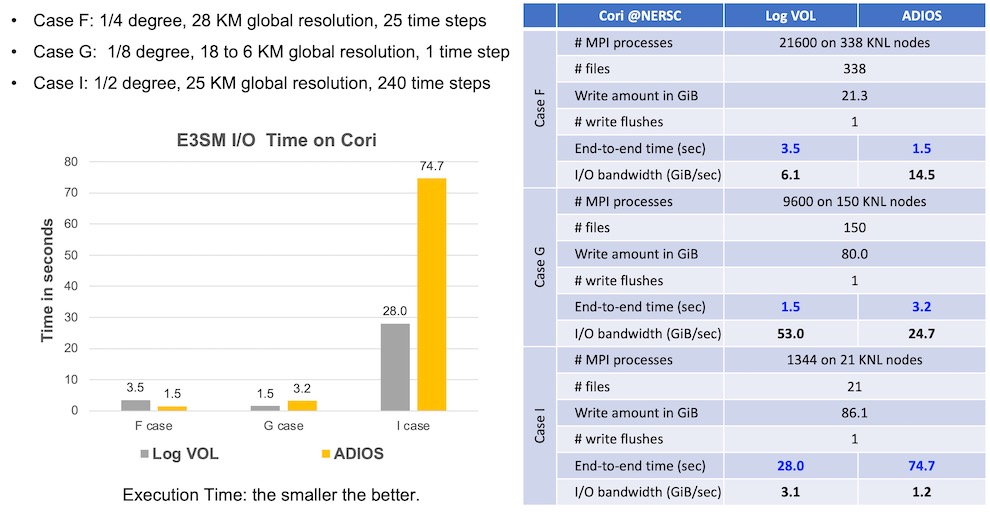 • Case F: 1/4 degree, 28 KM global resolution, 25 time steps
• Case G: 1/8 degree, 18 to 6 KM global resolution, 1 time step
• Case I: 1/2 degree, 25 KM global resolution, 240 time steps
E3SM I/O Time on Cori
Time in seconds
80
70
60
50
40
30
20
10
0
3.5
1.5
1.5
3.2
28.0
74.7
F case
G case
I case
Log VOL
ADIOS
Execution Time: the smaller the better.
Cori @NERSC Log VOL ADIOS
Case F
# MPI processes 21600 on 338 KNL nodes
# files 338
Write amount in GiB 21.3
# write flushes 1
End-to-end time (sec) 3.5 1.5
I/O bandwidth (GiB/sec) 6.1 14.5
Case G
# MPI processes 9600 on 150 KNL nodes
# files 150
Write amount in GiB 80.0
# write flushes 1
End-to-end time (sec) 1.5 3.2
I/O bandwidth (GiB/sec) 53.0 24.7
Case I
# MPI processes 1344 on 21 KNL nodes
# files 21
Write amount in GiB 86.1
# write flushes 1
End-to-end time (sec) 28.0 74.7
I/O bandwidth (GiB/sec) 3.1 1.2